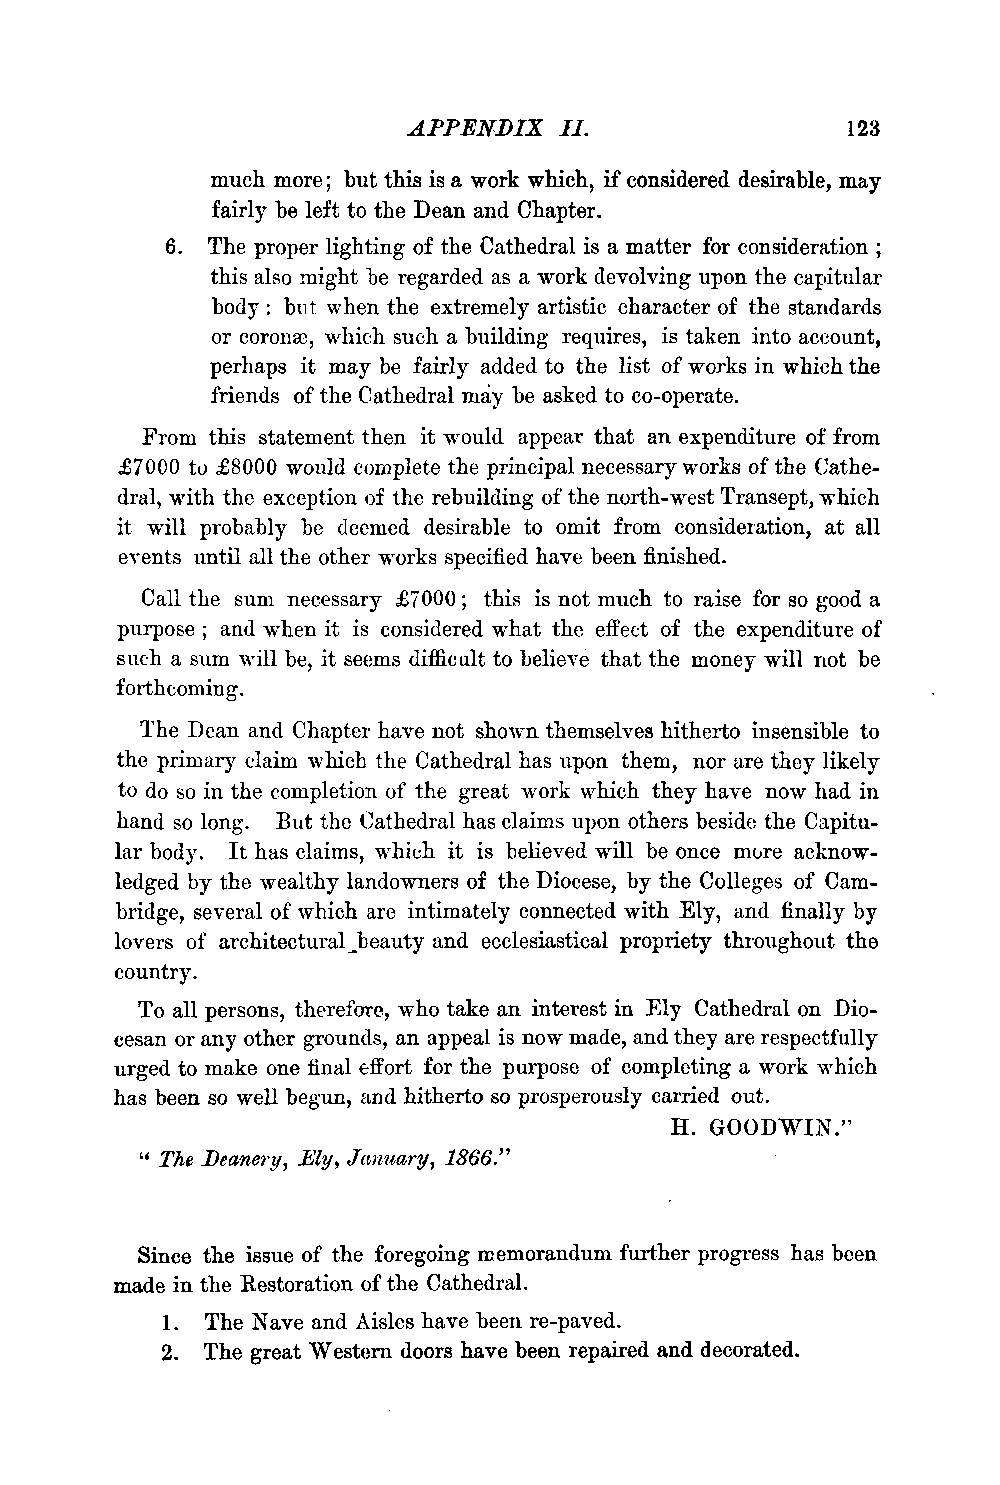 APPENDIX II. 123
much more; but this is a work which, if considered desirable, may
fairly be left to the Dean and Chapter.
6. The proper lighting of the Cathedral is a matter for consideration ;
this also might be regarded as a work devolving upon the capitular
body : but when the extremely artistic character of the standards
or coronæ, which such a building requires, is taken into account,
perhaps it may be fairly added to the list of works in which the
friends of the Cathedral may be asked to co-operate.
From this statement then it would appear that an expenditure of from
£7000 to £8000 would complete the principal necessary works of the Cathe-
dral, with the exception of the rebuilding of the north-west Transept, which
it will probably be deemed desirable to omit from consideration, at all
events until all the other works specified have been finished.
Call the sum necessary £7000; this is not much to raise for so good a
purpose ; and when it is considered what the effect of the expenditure of
such a sum will be, it seems difficult to believe that the money will not be
forthcoming.
The Dean and Chapter have not shown themselves hitherto insensible to
the primary claim which the Cathedral has upon them, nor are they likely
to do so in the completion of the great work which they have now had in
hand so long. But the Cathedral has claims upon others beside the Capitu-
lar body. It has claims, which it is believed will be once more acknow-
ledged by the wealthy landowners of the Diocese, by the Colleges of Cam-
bridge, several of which are intimately connected with Ely, and finally by
lovers of architectural beauty and ecclesiastical propriety throughout the
country.
To all persons, therefore, who take an interest in Ely Cathedral on Dio-
cesan or any other grounds, an appeal is now made, and they are respectfully
urged to make one final effort for the purpose of completing a work which
has been so well begun, and hitherto so prosperously carried out.
H. GOODWIN.”
“ The Deanery, Ely, January, 1866.”
Since the issue of the foregoing memorandum further progress has been
made in the Restoration of the Cathedral.
1. The Nave and Aisles have been re-paved.
2. The great Western doors have been repaired and decorated.